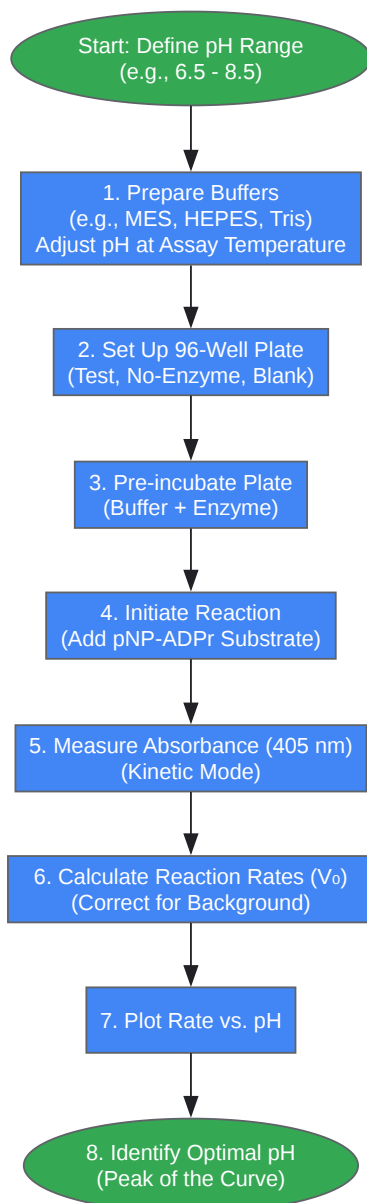 Start: Define pH Range
(e.g., 6.5 - 8.5)
1. Prepare Buffers
(e.g., MES, HEPES, Tris)
Adjust pH at Assay Temperature
2. Set Up 96-Well Plate
(Test, No-Enzyme, Blank)
3. Pre-incubate Plate
(Buffer + Enzyme)
4. Initiate Reaction
(Add pNP-ADPr Substrate)
5. Measure Absorbance (405 nm)
(Kinetic Mode)
6. Calculate Reaction Rates (V₀)
(Correct for Background)
7. Plot Rate vs. pH
8. Identify Optimal pH
(Peak of the Curve)